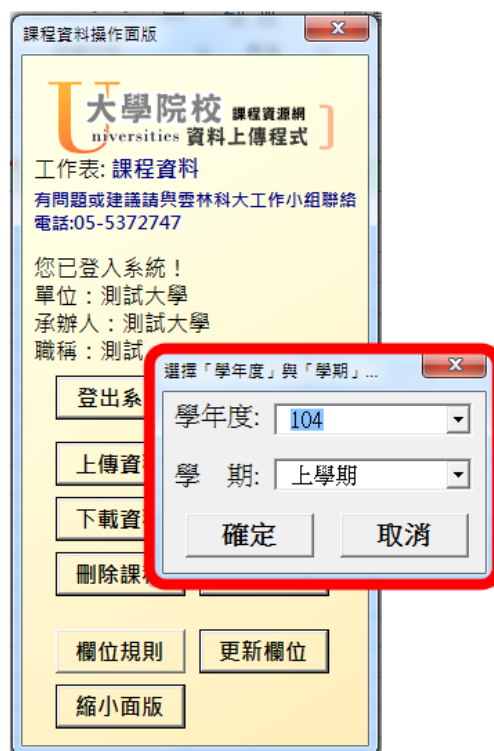 課程資料操作面版
大學院校 課程資源網
Universities 資料上傳程式
工作表: 課程資料
有問題或建議請與雲林科大工作小組聯絡
電話:05-5372747
您已登入系統！
單位：測試大學
承辦人：測試大學
職稱：測試
選擇「學年度」與「學期」...
登出系
學年度: 104
上傳資
學 期: 上學期
下載資
確定 取消
刪除課
欄位規則 更新欄位
縮小面版